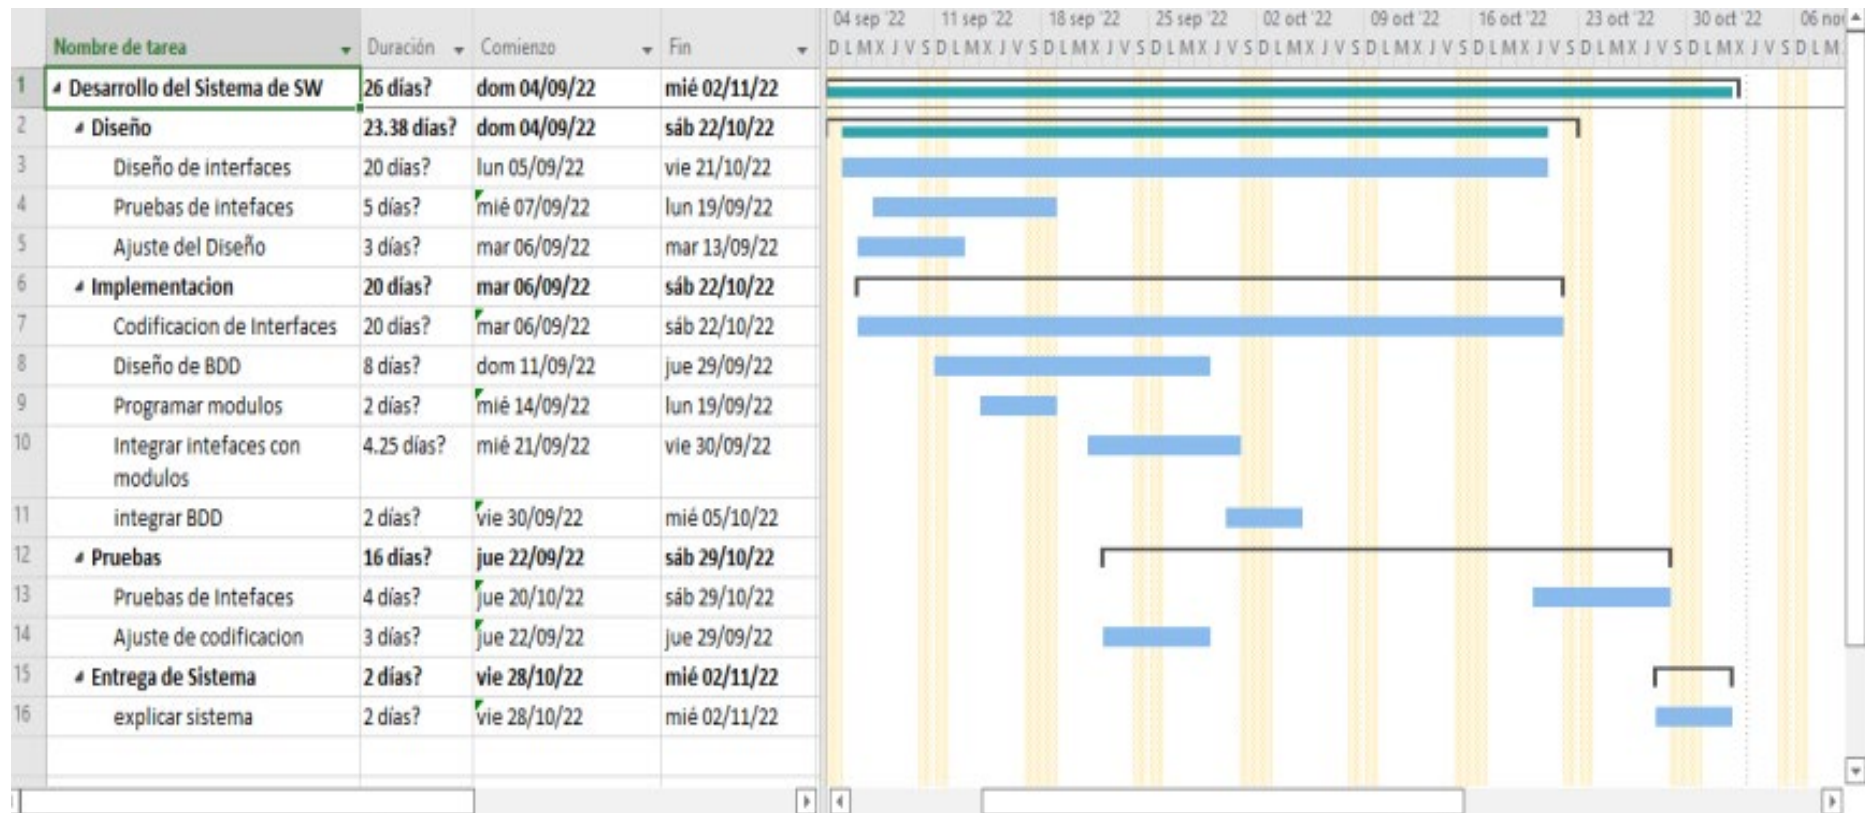 04 sep '22 11 sep '22 18 sep '22 25 sep '22 02 oct '22 09 oct '22 16 oct '22 23 oct '22 30 oct '22 06 nov
Nombre de tarea Duración Comienzo Fin D L M X J V S D L M X J V S D L M X J V S D L M X J V S D L M X J V S D L M X J V S D L M X J V S D L M X J V S D L M X J V S D L M
1 Desarrollo del Sistema de SW 26 días? dom 04/09/22 mié 02/11/22
2 Diseño 23.38 días? dom 04/09/22 sáb 22/10/22
3 Diseño de interfaces 20 días? lun 05/09/22 vie 21/10/22
4 Pruebas de intefaces 5 días? mié 07/09/22 lun 19/09/22
5 Ajuste del Diseño 3 días? mar 06/09/22 mar 13/09/22
6 Implementacion 20 días? mar 06/09/22 sáb 22/10/22
7 Codificacion de Interfaces 20 días? mar 06/09/22 sáb 22/10/22
8 Diseño de BDD 8 días? dom 11/09/22 jue 29/09/22
9 Programar modulos 2 días? mié 14/09/22 lun 19/09/22
10 Integrar intefaces con 4.25 días? mié 21/09/22 vie 30/09/22
modulos
11 integrar BDD 2 días? vie 30/09/22 mié 05/10/22
12 Pruebas 16 días? jue 22/09/22 sáb 29/10/22
13 Pruebas de Intefaces 4 días? jue 20/10/22 sáb 29/10/22
14 Ajuste de codificacion 3 días? jue 22/09/22 jue 29/09/22
15 Entrega de Sistema 2 días? vie 28/10/22 mié 02/11/22
16 explicar sistema 2 días? vie 28/10/22 mié 02/11/22